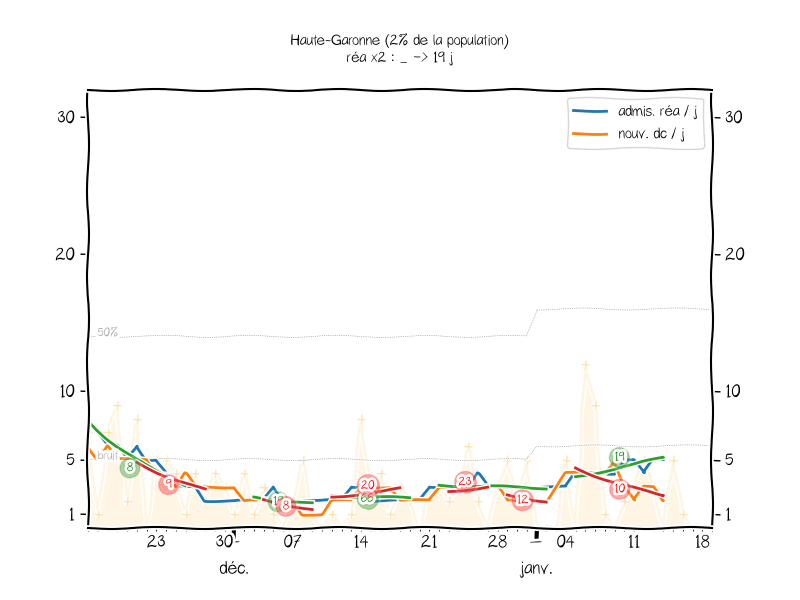 Haute-Garonne (2% de la population)
réa x2 : _ -> 19 j
admis. réa / j
nouv. dc / j
30 30
20 20
50%
10 10
5 bruit 5
8 9 8 20 66 23 12 19 10
1 1
23 30 07 14 21 28 04 11 18
déc. janv.